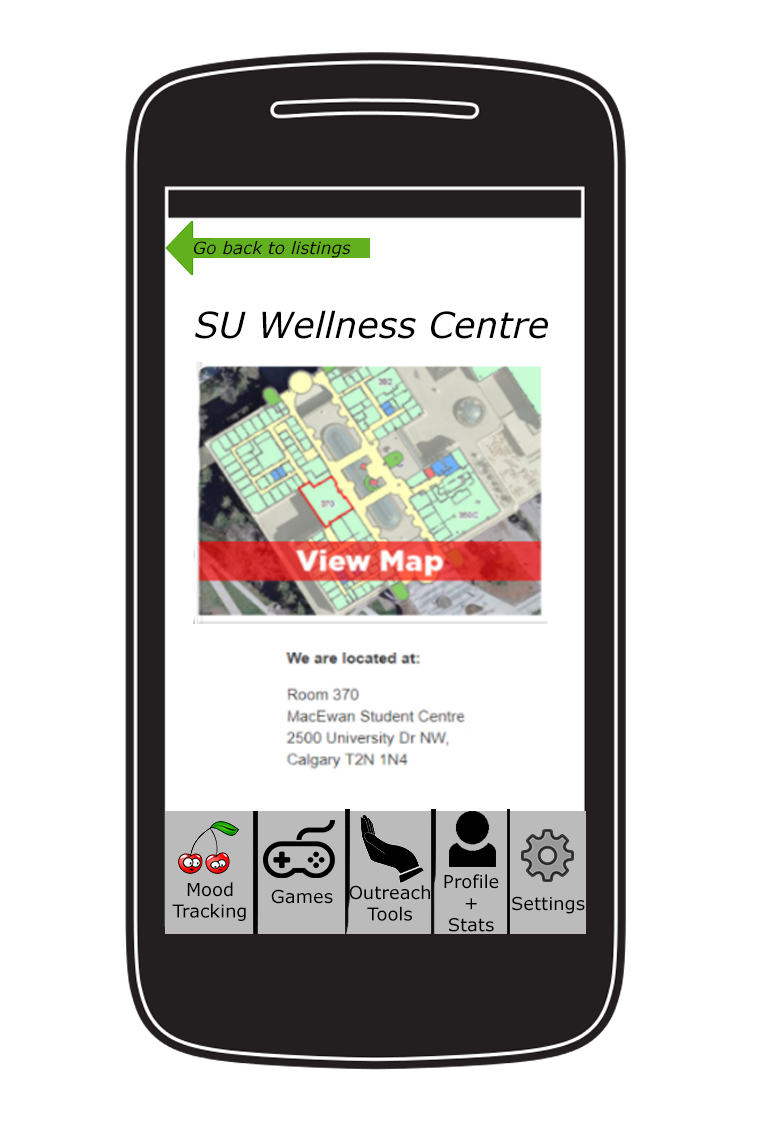 Go back to listings
SU Wellness Centre
392
370
350C
View Map
We are located at:
Room 370
MacEwan Student Centre
2500 University Dr NW,
Calgary T2N 1N4
Mood
Tracking
Games
Outreach
Tools
Profile
+
Stats
Settings